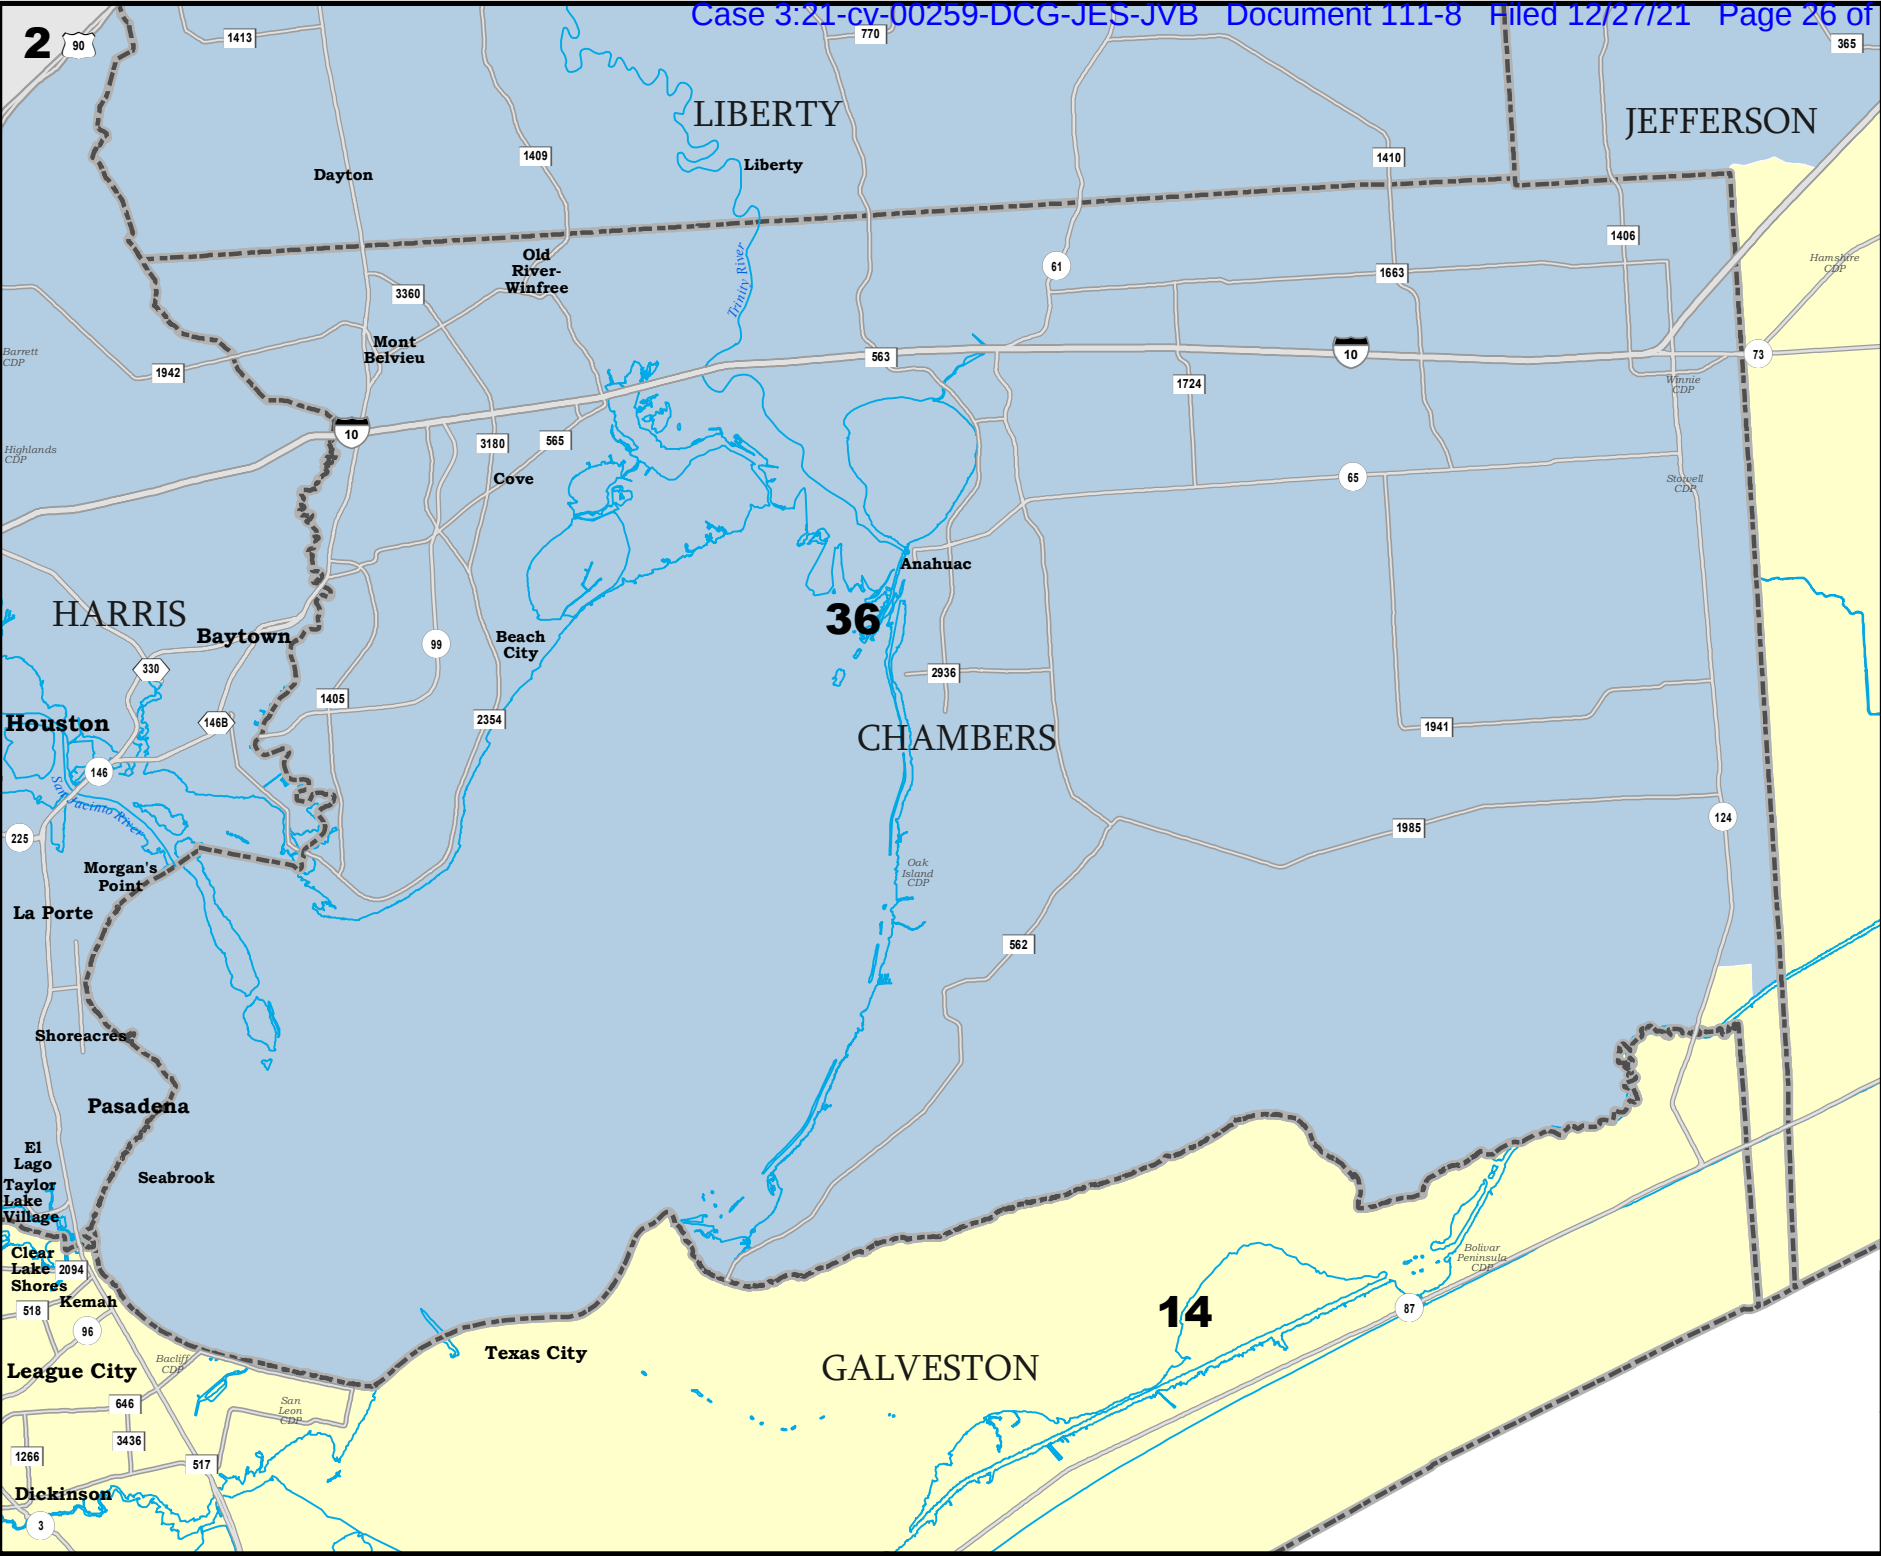 Case 3:21-cv-00259-DCG-JES-JVB Document 111-8 Filed 12/27/21 Page 26 of
2
90
1413
770
365
LIBERTY
JEFFERSON
1409
1410
Dayton
Liberty
1406
Old
River-
Winfree
Trinity River
61
1663
Hamshire
CDP
3360
Mont
Belvieu
Barrett
CDP
1942
563
10
73
1724
Winnie
CDP
10
Highlands
CDP
3180
565
Cove
65
Stowell
CDP
Anahuac
HARRIS
36
Baytown
Beach
City
99
330
2936
1405
146B
2354
Houston
1941
CHAMBERS
146
San Jacinto River
225
124
1985
Morgan's
Point
Oak
Island
CDP
La Porte
562
Shoreacres
Pasadena
El
Lago
Seabrook
Taylor
Lake
Village
Clear
Lake
Shores
2094
Bolivar
Peninsula
CDP
Kemah
518
14
87
96
Texas City
League City
Bacliff
CDP
GALVESTON
646
San
Leon
CDP
3436
1266
517
Dickinson
3